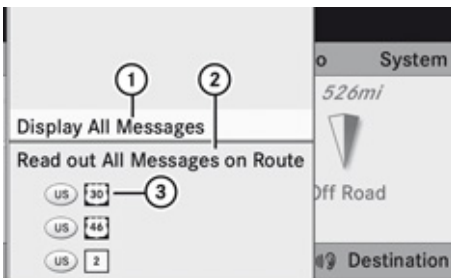 1
2
o System
526mi
Display All Messages
Read out All Messages on Route
US 30 3
Off Road
US 46
US 2
Destination